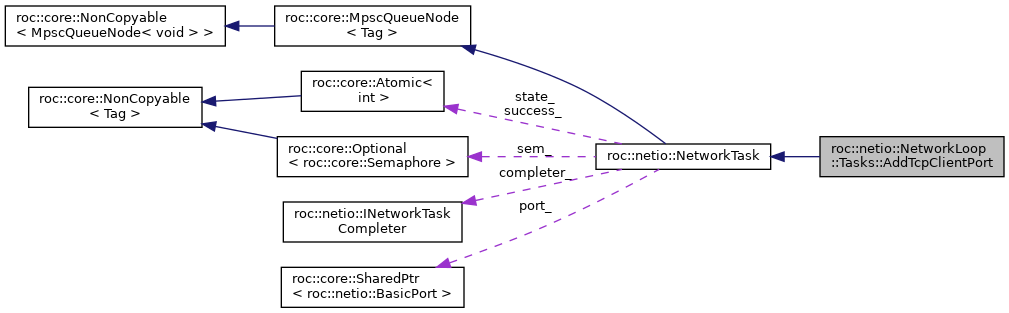 roc::core::NonCopyable
< MpscQueueNode< void > >
roc::core::MpscQueueNode
< Tag >
roc::core::NonCopyable
< Tag >
roc::core::Atomic<
int >
state_
success_
roc::core::Optional
< roc::core::Semaphore >
sem_
roc::netio::NetworkTask
roc::netio::NetworkLoop
::Tasks::AddTcpClientPort
completer_
roc::netio::INetworkTask
Completer
port_
roc::core::SharedPtr
< roc::netio::BasicPort >